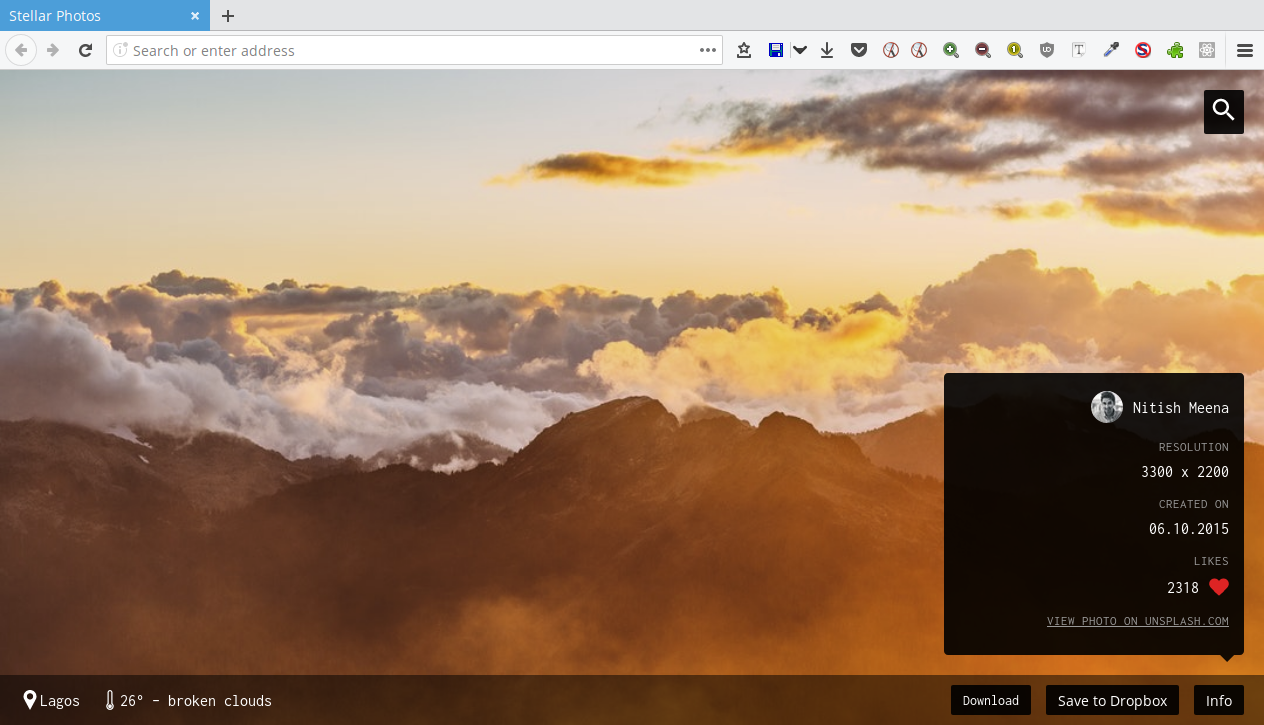 Stellar Photos
Search or enter address
Nitish Meena
RESOLUTION
3300 x 2200
CREATED ON
06.10.2015
LIKES
2318
VIEW PHOTO ON UNSPLASH.COM
Lagos 26° - broken clouds
Download Save to Dropbox Info